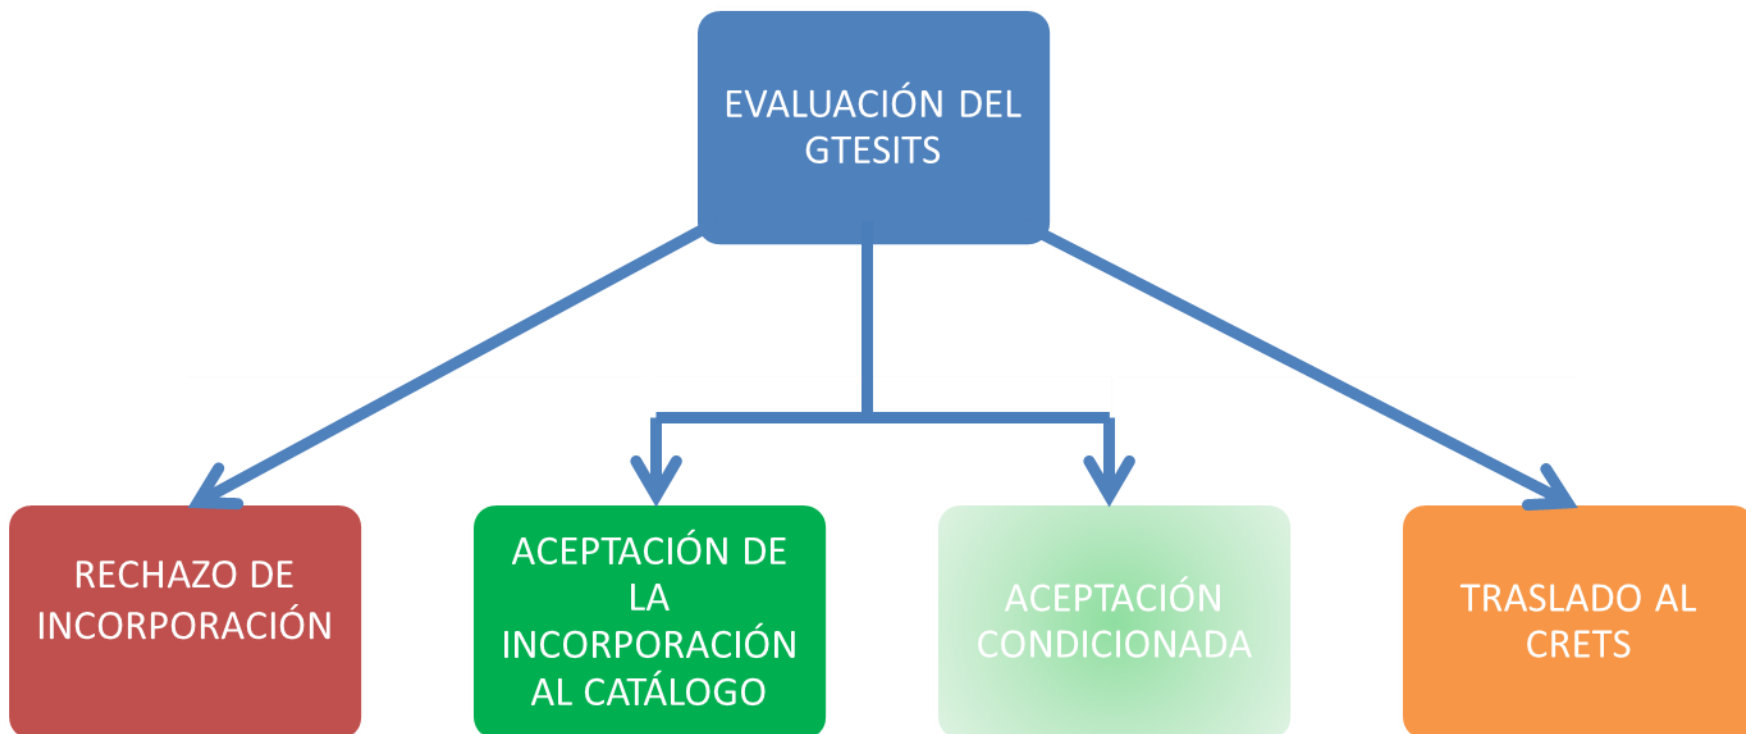 EVALUACIÓN DEL
GTESITS
RECHAZO DE
INCORPORACIÓN
ACEPTACIÓN DE
LA
INCORPORACIÓN
AL CATÁLOGO
ACEPTACIÓN
CONDICIONADA
TRASLADO AL
CRETS